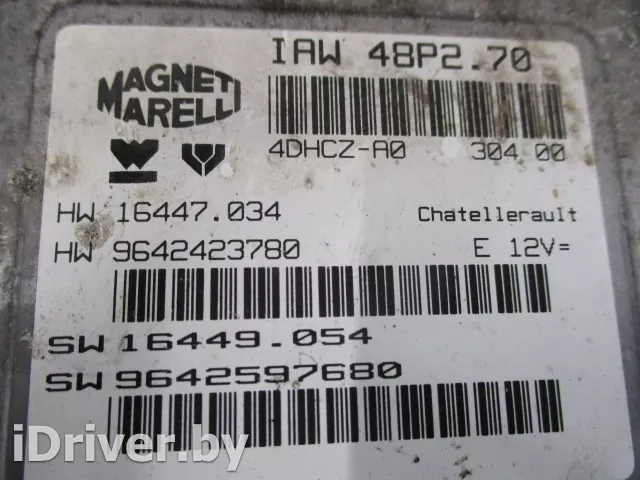 IAW 48P2.70
MAGNETI
MARELLI
4DHCZ-A0 304 00
HW 16447.034 Chatellerault
HW 9642423780 E 12V=
SW 16449.054
SW 9642597680
iDriver.by